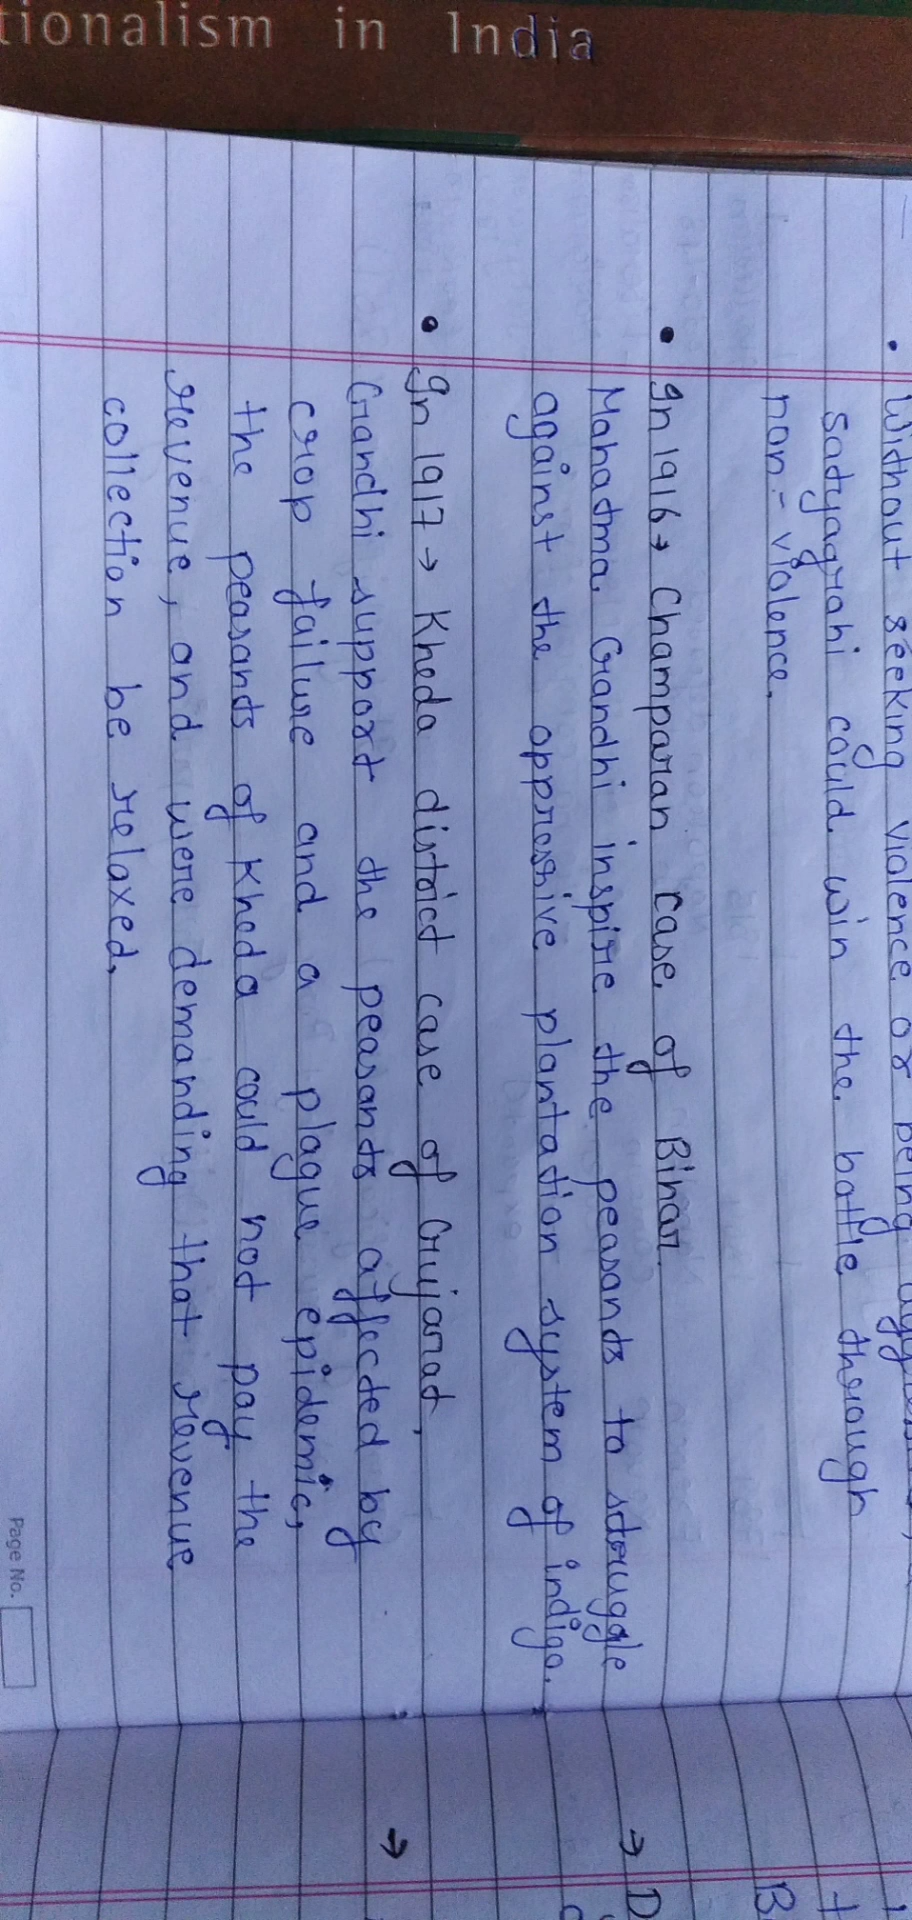 tionalism in India
• Without seeking violence or being
satyagrahi could win the battle thorough
non-violence.
• In 1916 → Champaran case of Bihar.
Mahatma Gandhi inspire the peasants to struggle
against the oppressive plantation system of indigo.
• In 1917 → Kheda district case of Gujarat,
Gandhi support the peasants affected by
crop failure and a plague epidemic,
the peasants of Kheda could not pay the
revenue, and were demanding that revenue
collection be relaxed.
Page No.
→ D
B
→